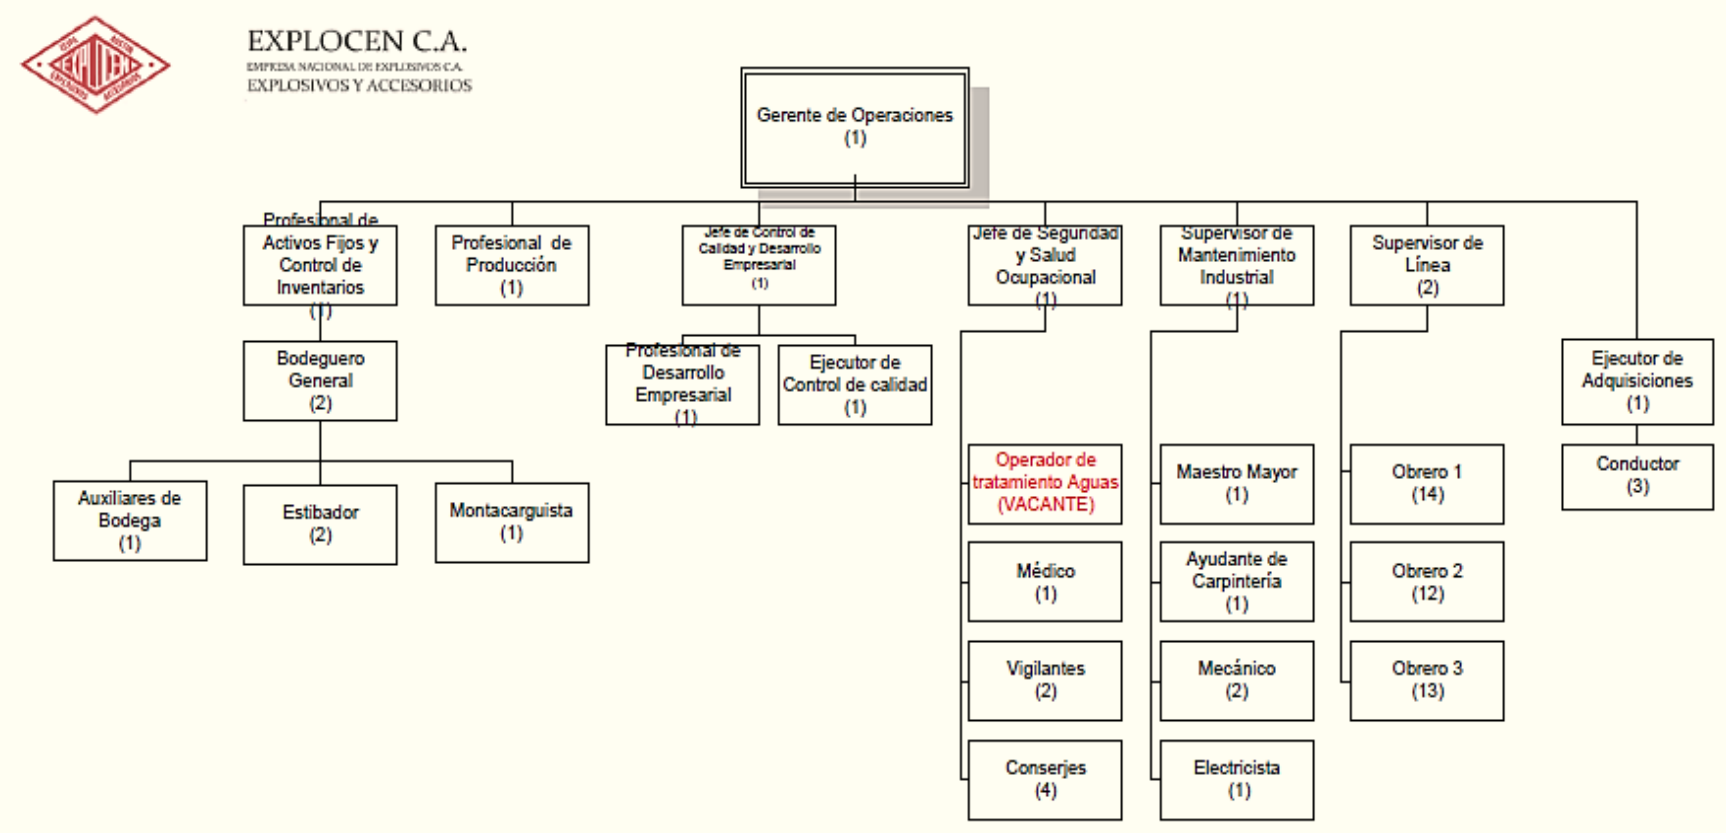 EXPLOCEN C.A.
EMPRESA NACIONAL DE EXPLOSIVOS C.A.
EXPLOSIVOS Y ACCESORIOS
Gerente de Operaciones
(1)
Profesional de
Activos Fijos y
Control de
Inventarios
(1)
Profesional de
Producción
(1)
Jefe de Control de
Calidad y Desarrollo
Empresarial
(1)
Jefe de Seguridad
y Salud
Ocupacional
(1)
Supervisor de
Mantenimiento
Industrial
(1)
Supervisor de
Línea
(2)
Bodeguero
General
(2)
Profesional de
Desarrollo
Empresarial
(1)
Ejecutor de
Control de calidad
(1)
Ejecutor de
Adquisiciones
(1)
Auxiliares de
Bodega
(1)
Estibador
(2)
Montacarguista
(1)
Operador de
tratamiento Aguas
(VACANTE)
Maestro Mayor
(1)
Obrero 1
(14)
Conductor
(3)
Médico
(1)
Ayudante de
Carpintería
(1)
Obrero 2
(12)
Vigilantes
(2)
Mecánico
(2)
Obrero 3
(13)
Conserjes
(4)
Electricista
(1)